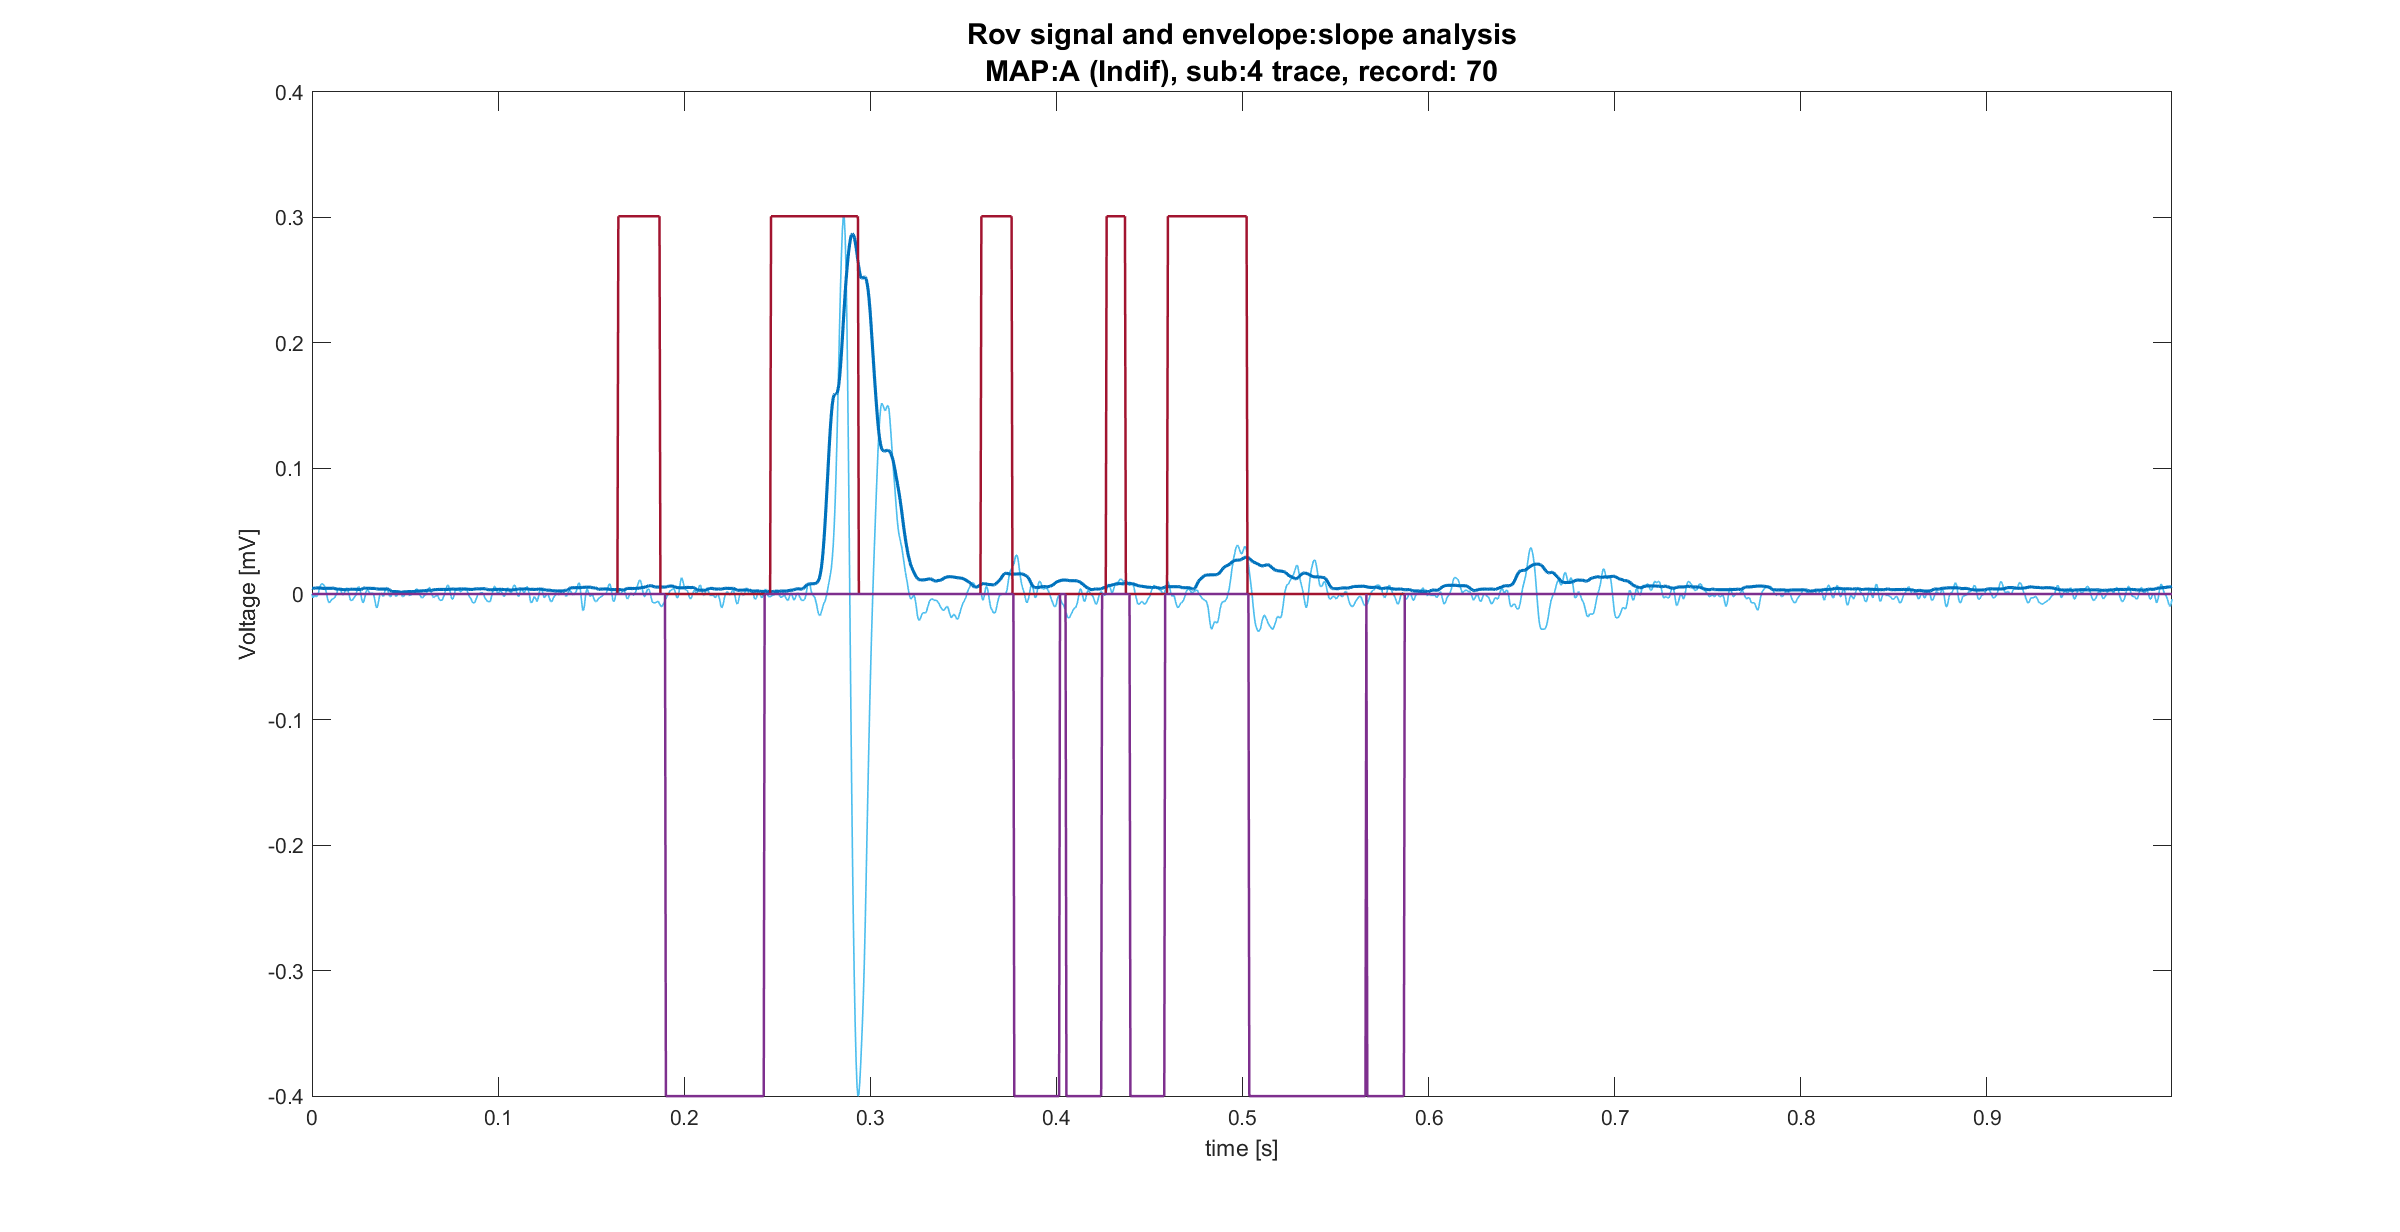 Rov signal and envelope:slope analysis
MAP:A (Indif), sub:4 trace, record: 70
0.4
0.3
0.2
0.1
0
-0.1
-0.2
-0.3
-0.4
Voltage [mV]
0 0.1 0.2 0.3 0.4 0.5 0.6 0.7 0.8 0.9
time [s]